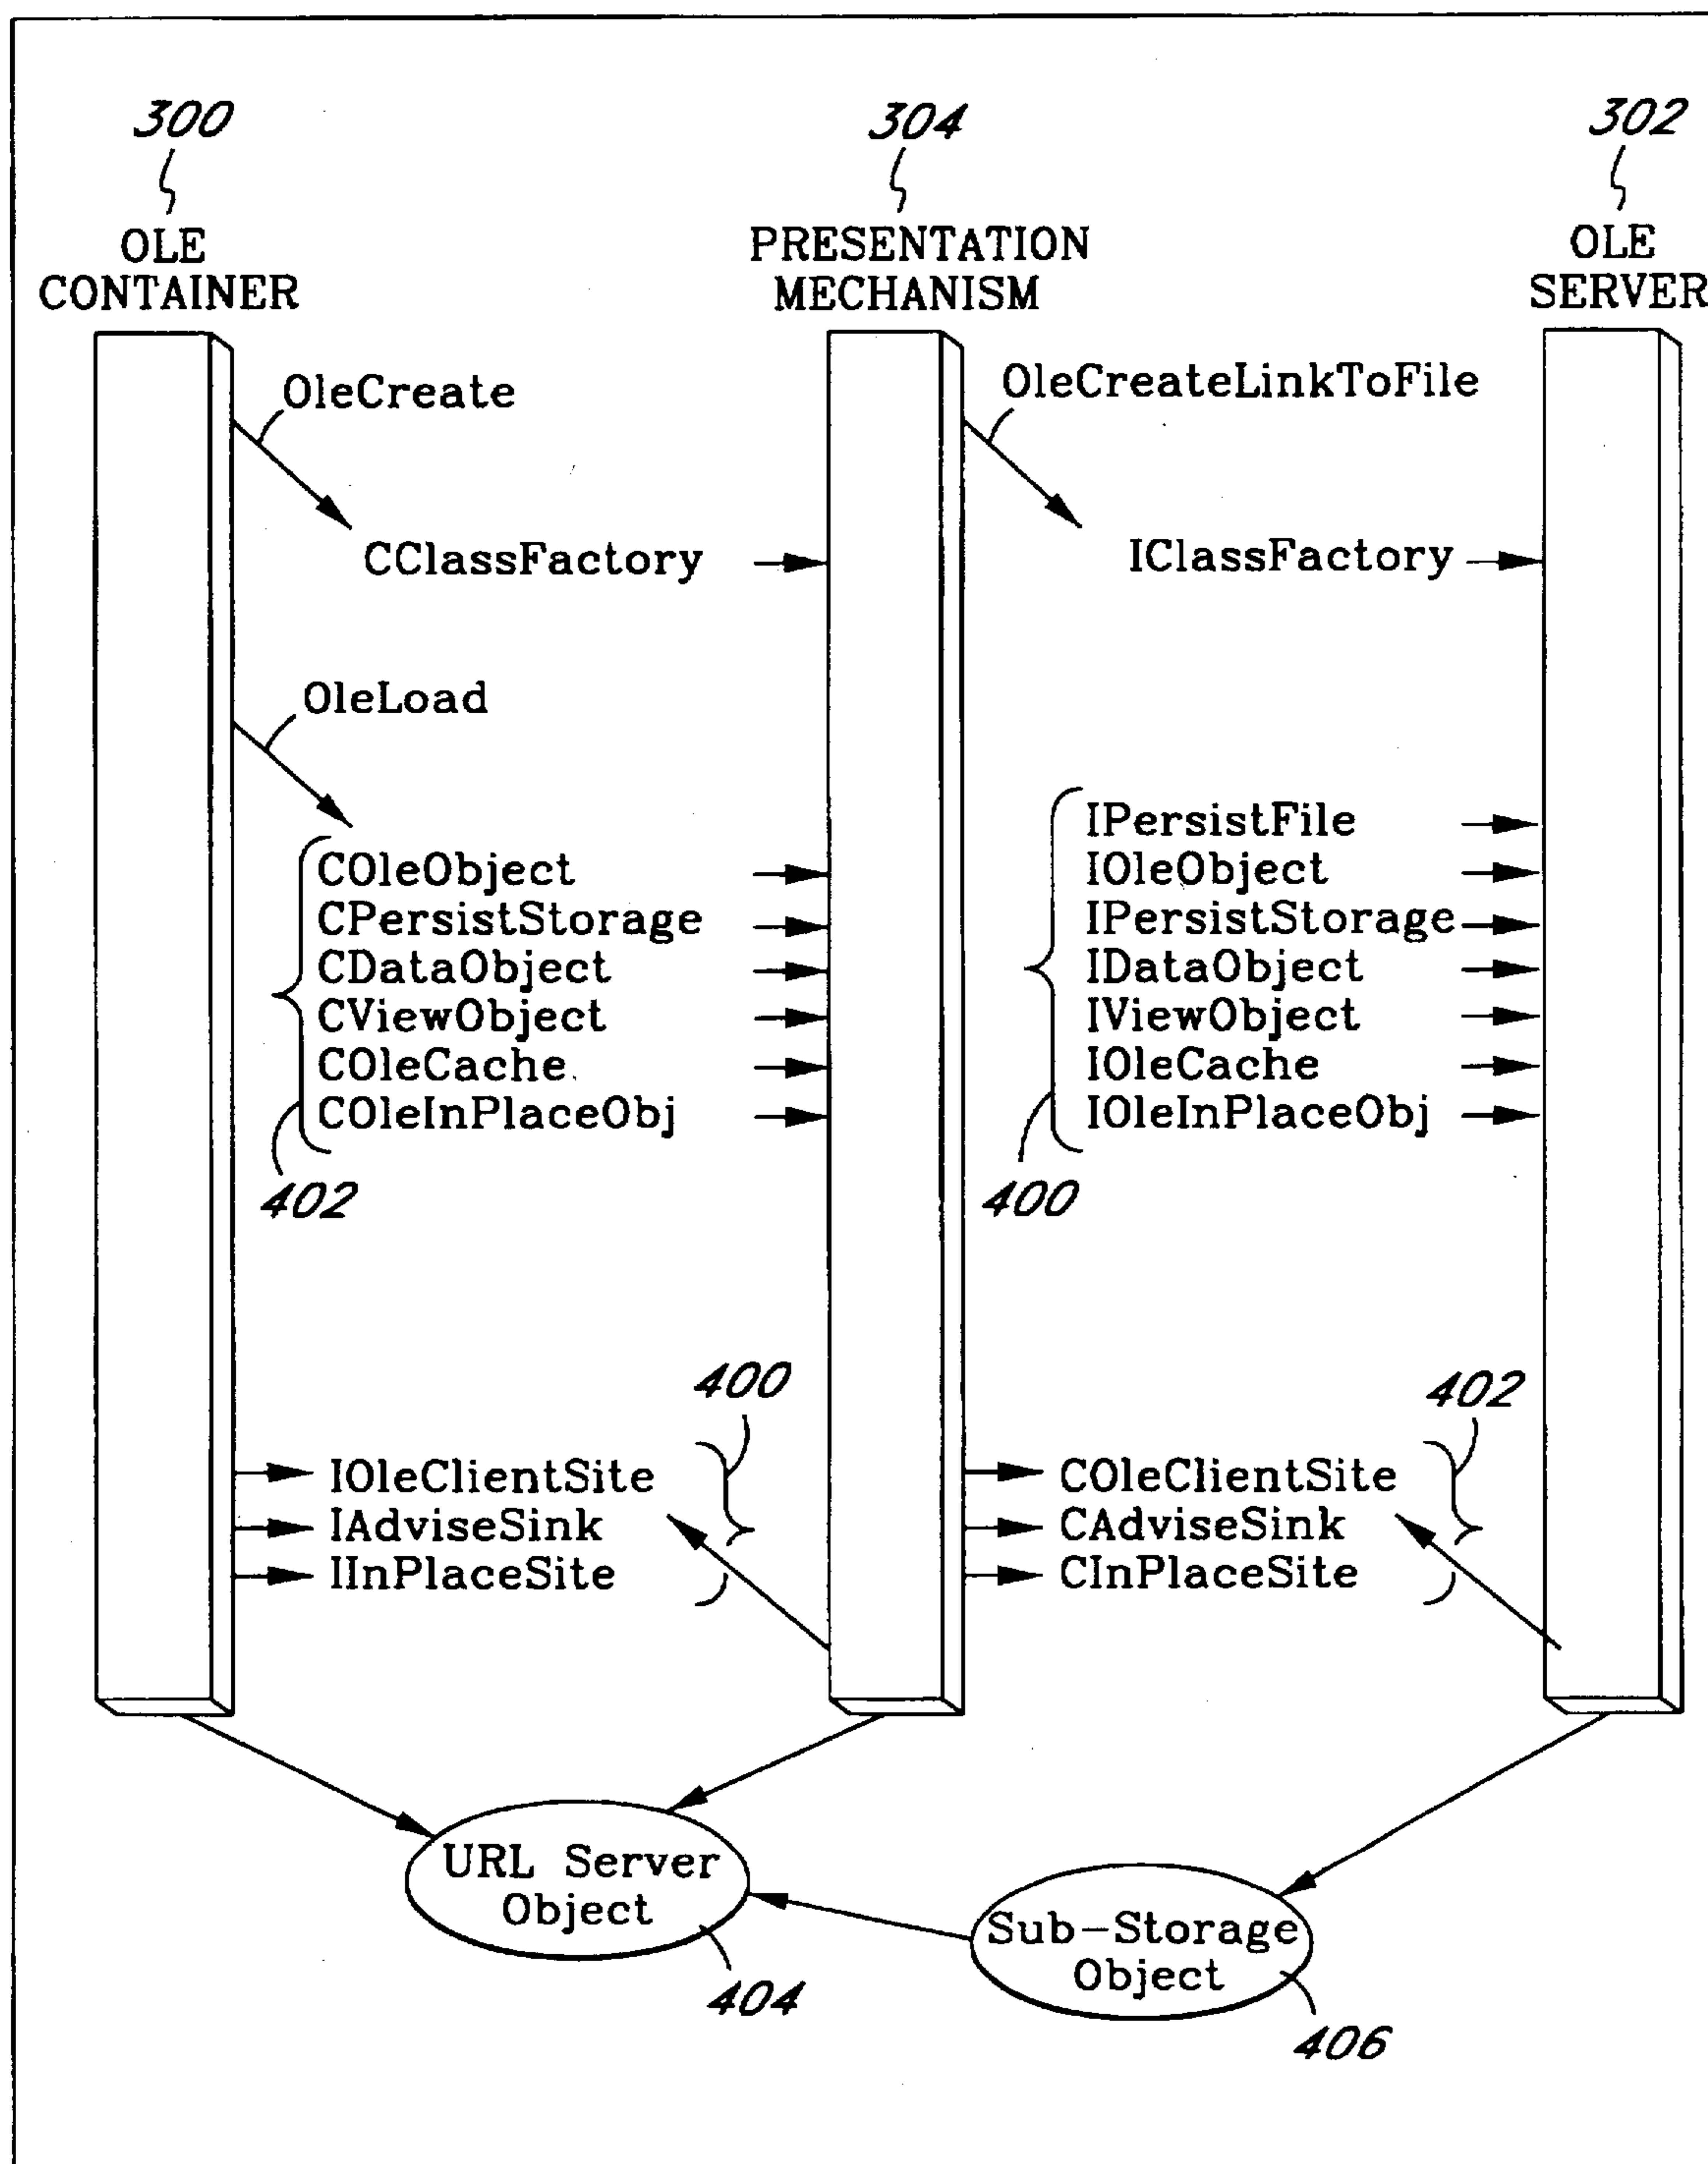 300
304
302
OLE
CONTAINER
PRESENTATION
MECHANISM
OLE
SERVER
OleCreate
OleCreateLinkToFile
CClassFactory
IClassFactory
OleLoad
COleObject
CPersistStorage
CDataObject
CViewObject
COleCache
COleInPlaceObj
402
IPersistFile
IOleObject
IPersistStorage
IDataObject
IViewObject
IOleCache
IOleInPlaceObj
400
400
IOleClientSite
IAdviseSink
IInPlaceSite
402
COleClientSite
CAdviseSink
CInPlaceSite
URL Server
Object
404
Sub-Storage
Object
406